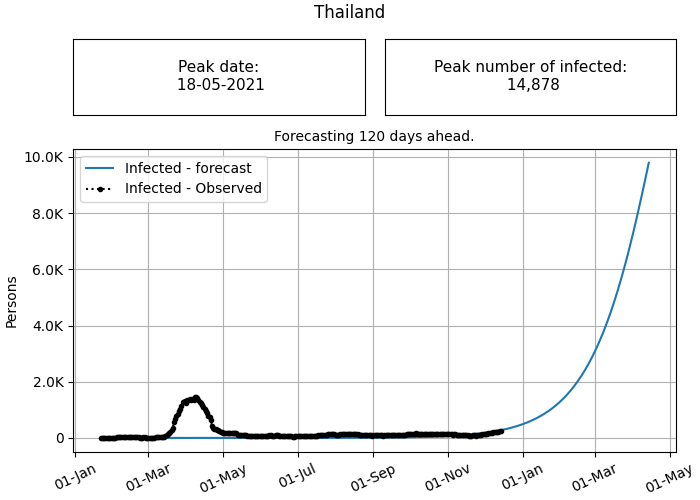 Thailand
Peak date:
18-05-2021
Peak number of infected:
14,878
Forecasting 120 days ahead.
10.0K
8.0K
6.0K
4.0K
2.0K
0
Persons
Infected - forecast
Infected - Observed
01-Jan
01-Mar
01-May
01-Jul
01-Sep
01-Nov
01-Jan
01-Mar
01-May